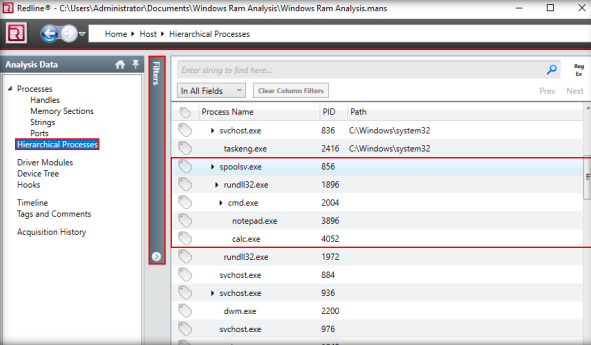 Redline® - C:\Users\Administrator\Documents\Windows Ram Analysis\Windows Ram Analysis.mans
R
Home ▸ Host ▸ Hierarchical Processes
Analysis Data
Processes
Handles
Memory Sections
Strings
Ports
Hierarchical Processes
Driver Modules
Device Tree
Hooks
Timeline
Tags and Comments
Acquisition History
Filters
Enter string to find here...
Reg
Ex
In All Fields
Clear Column Filters
Prev
Next
Process Name PID Path
svchost.exe 836 C:\Windows\system32
taskeng.exe 2416 C:\Windows\system32
spoolsv.exe 856
rundll32.exe 1896
cmd.exe 2004
notepad.exe 3896
calc.exe 4052
rundll32.exe 1972
svchost.exe 884
svchost.exe 936
dwm.exe 2200
svchost.exe 976